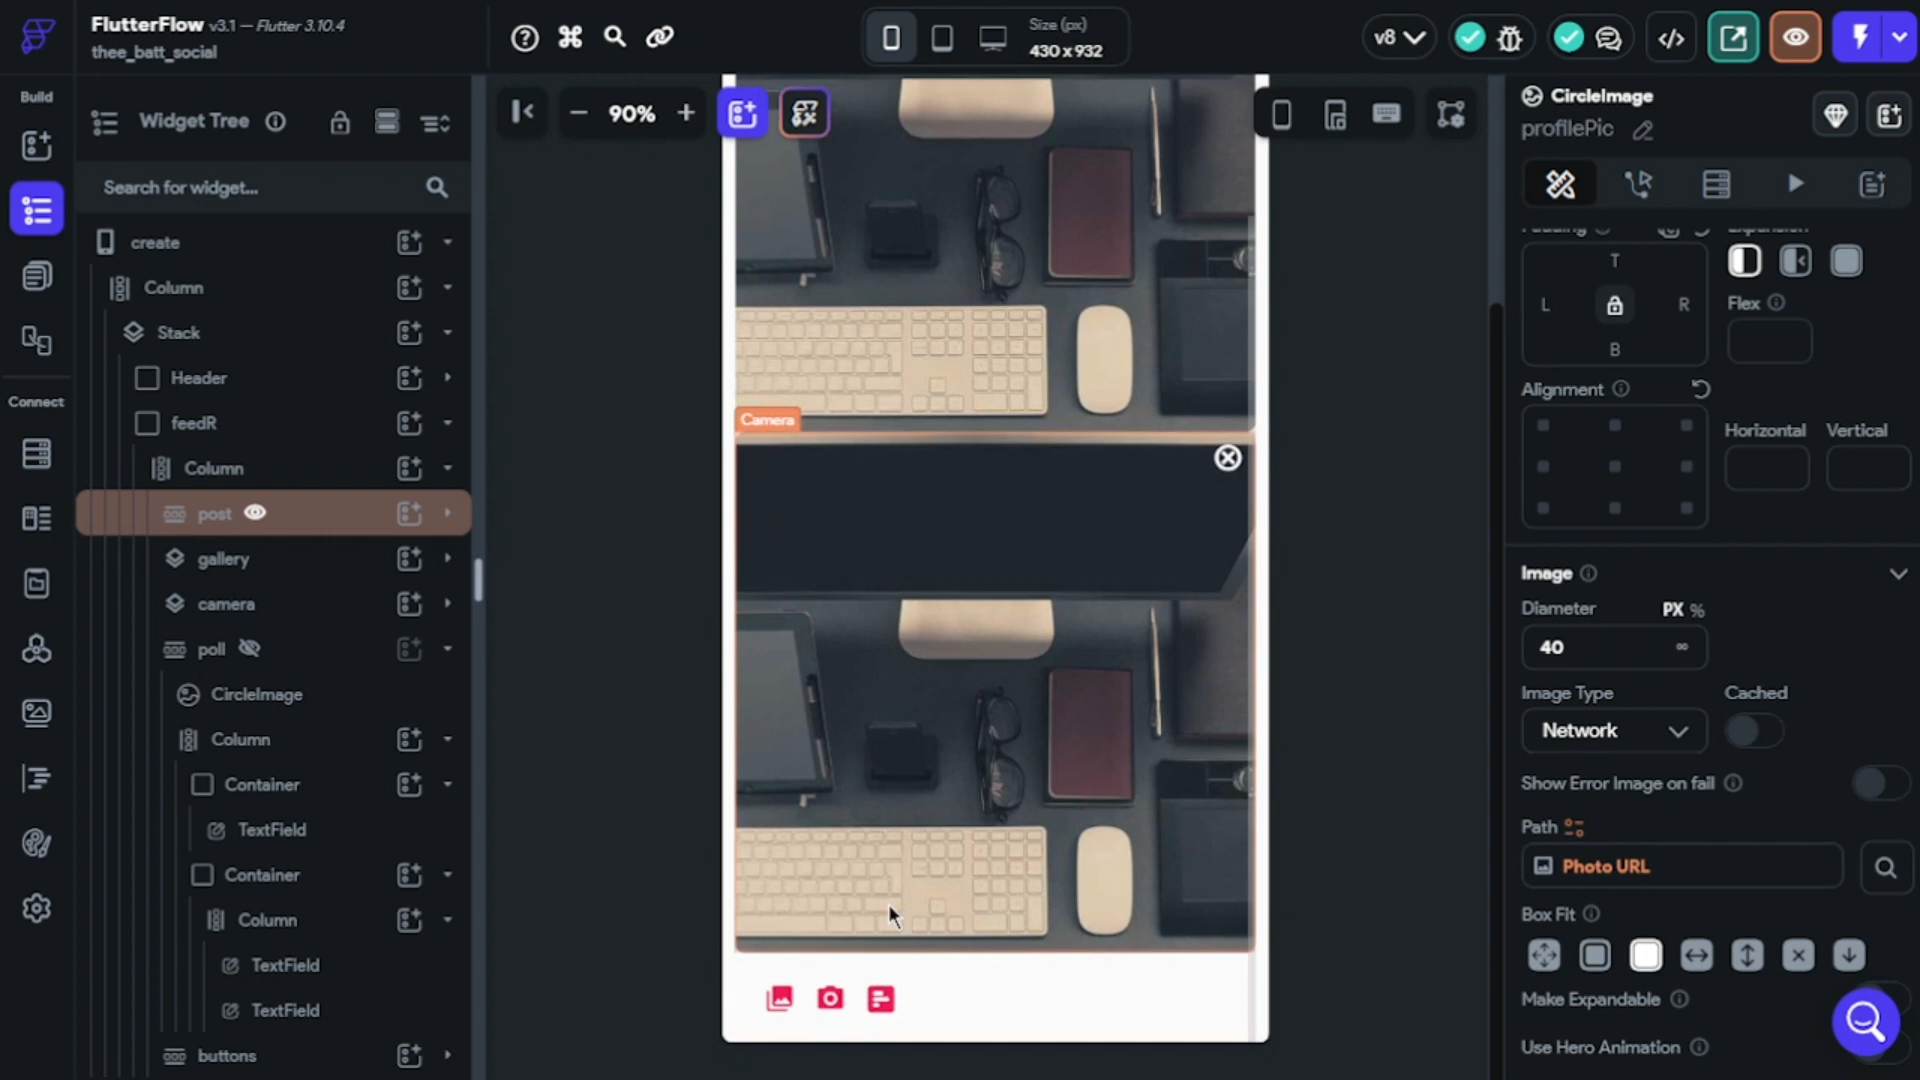 FlutterFlow v3.1 – Flutter 3.10.4
thee_batt_social
Size (px)
430 x 932
v8
Build
Connect
Widget Tree
Search for widget...
create
Column
Stack
Header
feedR
Column
post
gallery
camera
poll
CircleImage
Column
Container
TextField
Container
Column
TextField
TextField
buttons
90%
Camera
CircleImage
profilePic
Padding
Expansion
T
L
R
B
Flex
Alignment
Horizontal
Vertical
Image
Diameter
PX %
40
Image Type
Cached
Network
Show Error Image on fail
Path
Photo URL
Box Fit
Make Expandable
Use Hero Animation